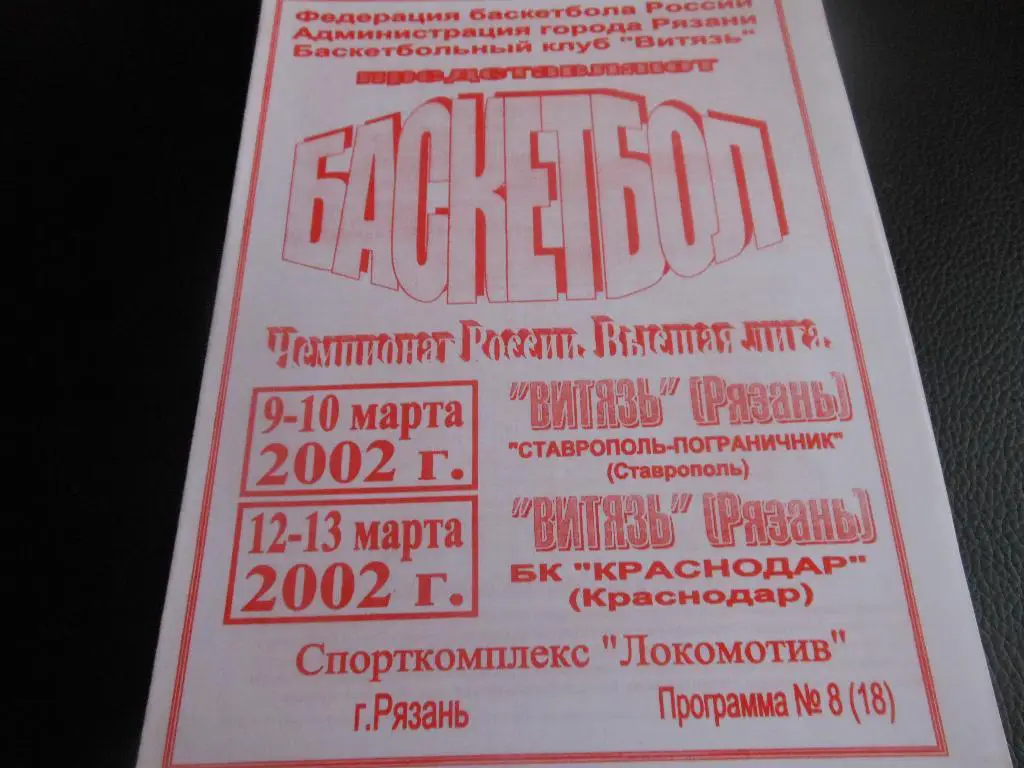 Федерация баскетбола России
Администрация города Рязани
Баскетбольный клуб "Витязь"
представляют
БАСКЕТБОЛ
Чемпионат России. Высшая лига.
9-10 марта
2002 г.
"ВИТЯЗЬ" (Рязань)
"СТАВРОПОЛЬ-ПОГРАНИЧНИК"
(Ставрополь)
12-13 марта
2002 г.
"ВИТЯЗЬ" (Рязань)
БК "КРАСНОДАР"
(Краснодар)
Спорткомплекс "Локомотив"
г.Рязань
Программа № 8 (18)